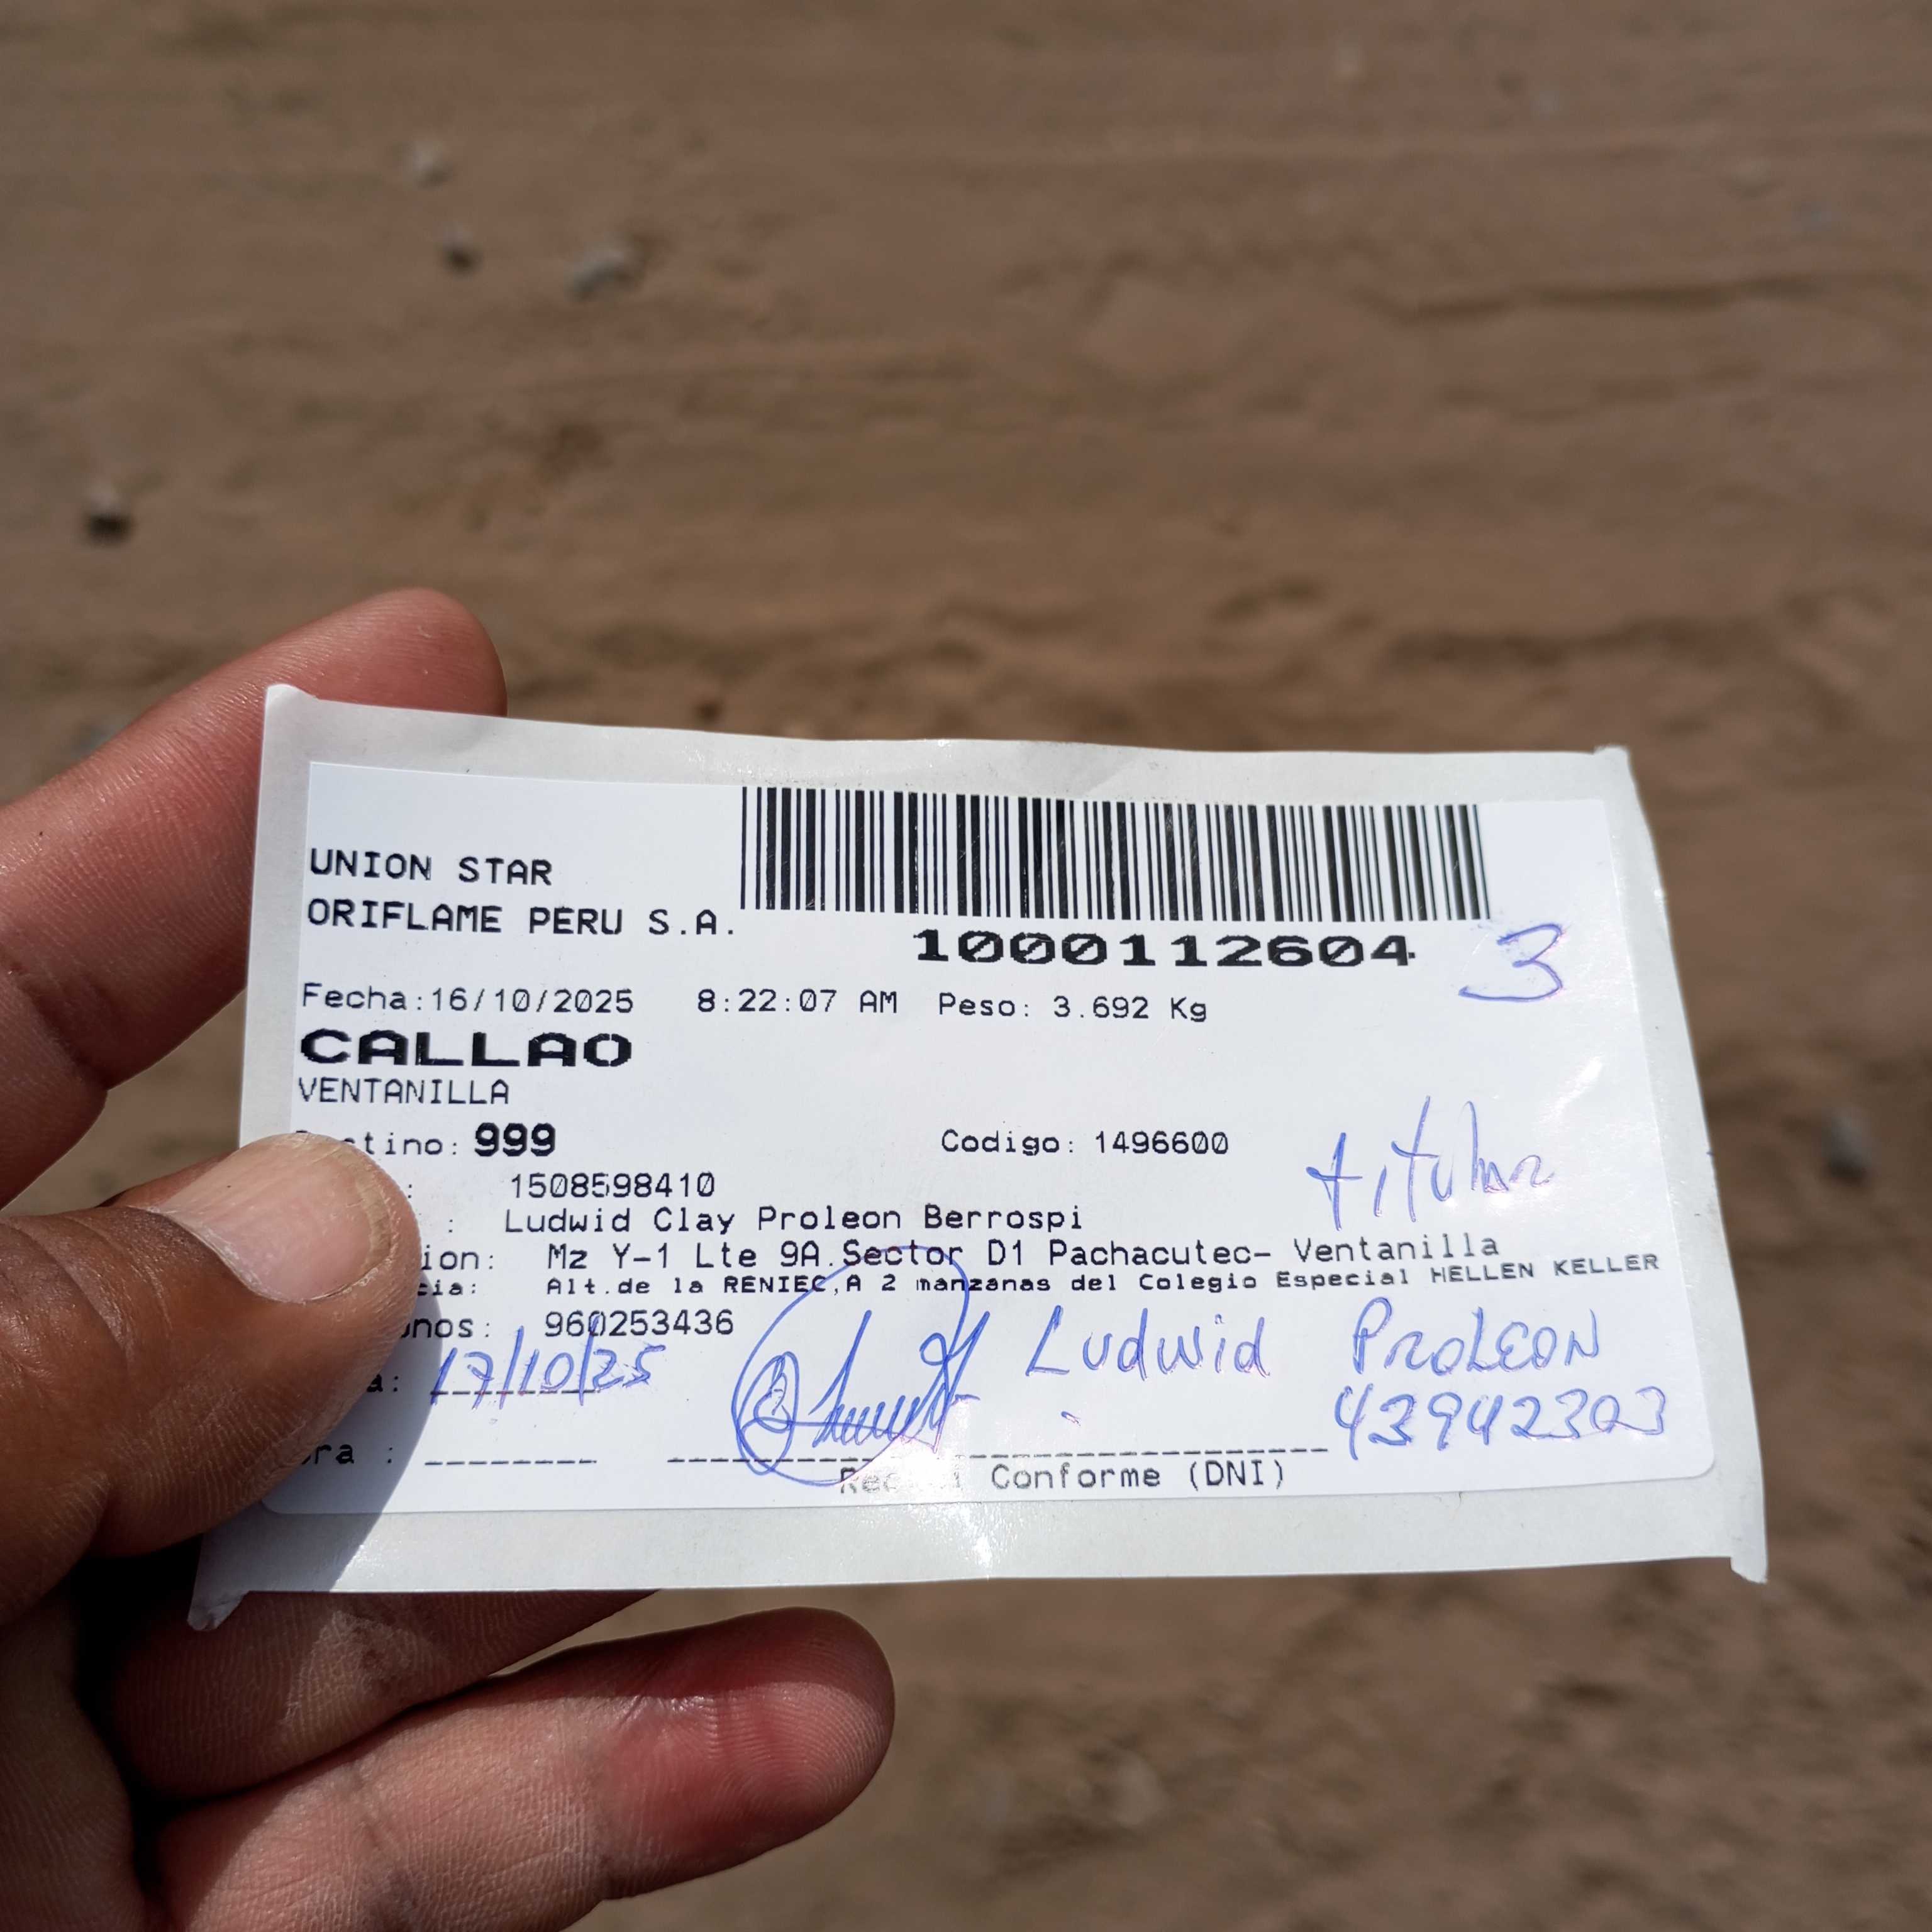 UNION STAR
ORIFLAME PERU S.A.
1000112604
3
Fecha:16/10/2025 8:22:07 AM Peso: 3.692 Kg
CALLAO
VENTANILLA
tino: 999 Codigo: 1496600
titular
: 1508598410
: Ludwid Clay Proleon Berrospi
ion: Mz Y-1 Lte 9A.Sector D1 Pachacutec- Ventanilla
cia: Alt.de la RENIEC,A 2 manzanas del Colegio Especial HELLEN KELLER
onos: 960253436
a: 17/10/25 Ludwid PROLEON
43942303
ra :
Conforme (DNI)